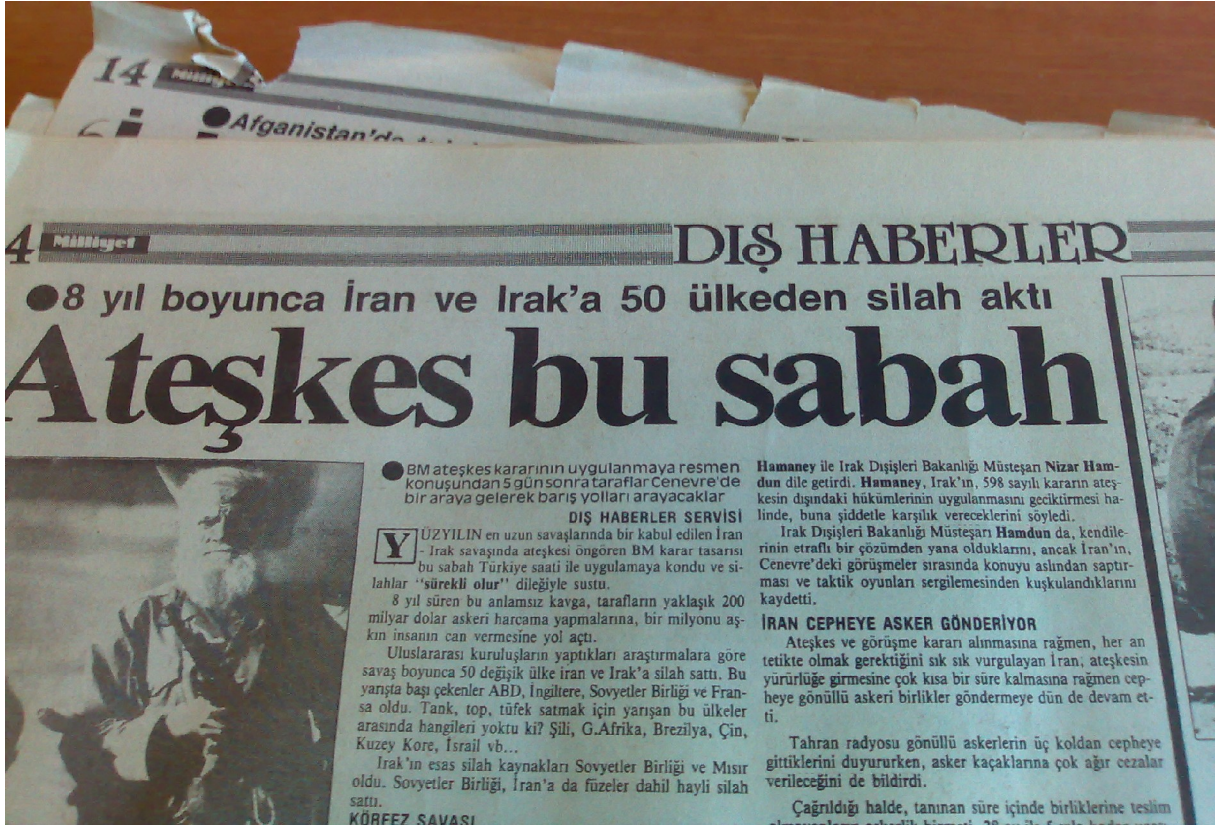 14 Milliyet
Afganistan'da
4 Milliyet DIŞ HABERLER
●8 yıl boyunca İran ve Irak'a 50 ülkeden silah aktı
Ateşkes bu sabah
●BM ateşkes kararının uygulanmaya resmen
konuşundan 5 gün sonra taraflar Cenevre'de
bir araya gelerek barış yolları arayacaklar
DIŞ HABERLER SERVİSİ
YÜZYILIN en uzun savaşlarında bir kabul edilen İran
- Irak savaşında ateşkesi öngören BM karar tasarısı
bu sabah Türkiye saati ile uygulamaya kondu ve si-
lahlar "sürekli olur" dileğiyle sustu.
8 yıl süren bu anlamsız kavga, tarafların yaklaşık 200
milyar dolar askeri harcama yapmalarına, bir milyonu aş-
kın insanın can vermesine yol açtı.
Uluslararası kuruluşların yaptıkları araştırmalara göre
savaş boyunca 50 değişik ülke iran ve Irak'a silah sattı. Bu
yarışta başı çekenler ABD, İngiltere, Sovyetler Birliği ve Fran-
sa oldu. Tank, top, tüfek satmak için yarışan bu ülkeler
arasında hangileri yoktu ki? Şili, G.Afrika, Brezilya, Çin,
Kuzey Kore, İsrail vb...
Irak'ın esas silah kaynakları Sovyetler Birliği ve Mısır
oldu. Sovyetler Birliği, İran'a da füzeler dahil hayli silah
sattı.
KÖRFEZ SAVAŞI
Hamaney ile Irak Dışişleri Bakanlığı Müsteşarı Nizar Ham-
dun dile getirdi. Hamaney, Irak'ın, 598 sayılı kararın ateş-
kesin dışındaki hükümlerinin uygulanmasını geciktirmesi ha-
linde, buna şiddetle karşılık vereceklerini söyledi.
Irak Dışişleri Bakanlığı Müsteşarı Hamdun da, kendile-
rinin etraflı bir çözümden yana olduklarını, ancak İran'ın,
Cenevre'deki görüşmeler sırasında konuyu aslından saptır-
ması ve taktik oyunları sergilemesinden kuşkulandıklarını
kaydetti.
İRAN CEPHEYE ASKER GÖNDERİYOR
Ateşkes ve görüşme kararı alınmasına rağmen, her an
tetikte olmak gerektiğini sık sık vurgulayan İran, ateşkesin
yürürlüğe girmesine çok kısa bir süre kalmasına rağmen cep-
heye gönüllü askeri birlikler göndermeye dün de devam et-
ti.
Tahran radyosu gönüllü askerlerin üç koldan cepheye
gittiklerini duyururken, asker kaçaklarına çok ağır cezalar
verileceğini de bildirdi.
Çağrıldığı halde, tanınan süre içinde birliklerine teslim